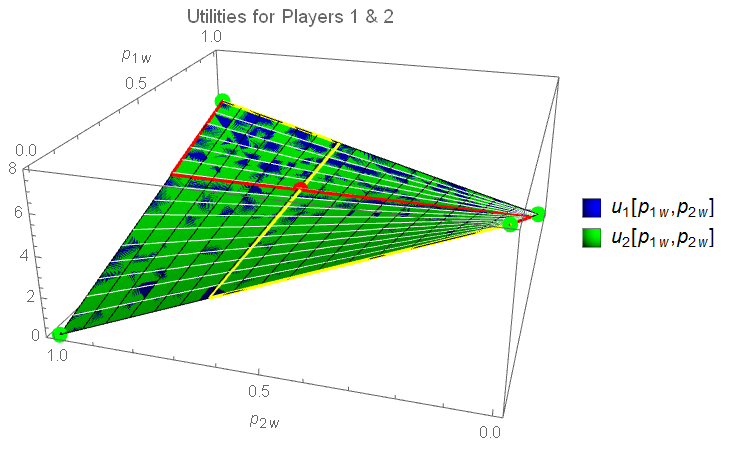 Utilities for Players 1 & 2
1.0
p1w
0.5
0.0
8
6
4
2
0
1.0
0.5
p2w
0.0
u1[p1w,p2w]
u2[p1w,p2w]